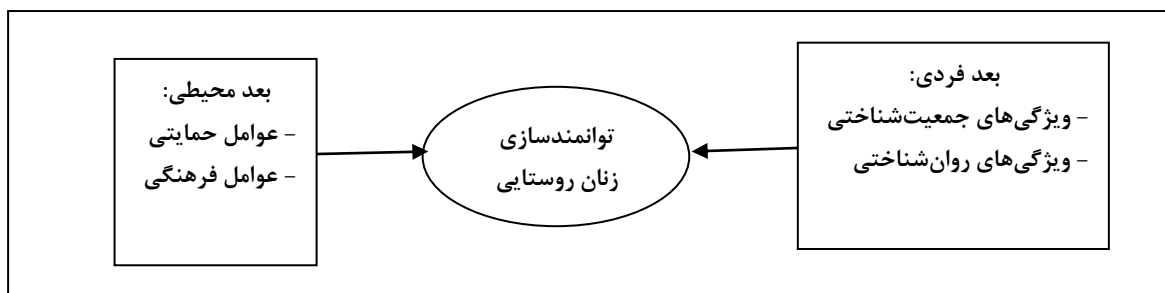 بعد فردی:
– ویژگی‌های جمعیت‌شناختی
– ویژگی‌های روان‌شناختی
توانمندسازی
زنان روستایی
بعد محیطی:
– عوامل حمایتی
– عوامل فرهنگی